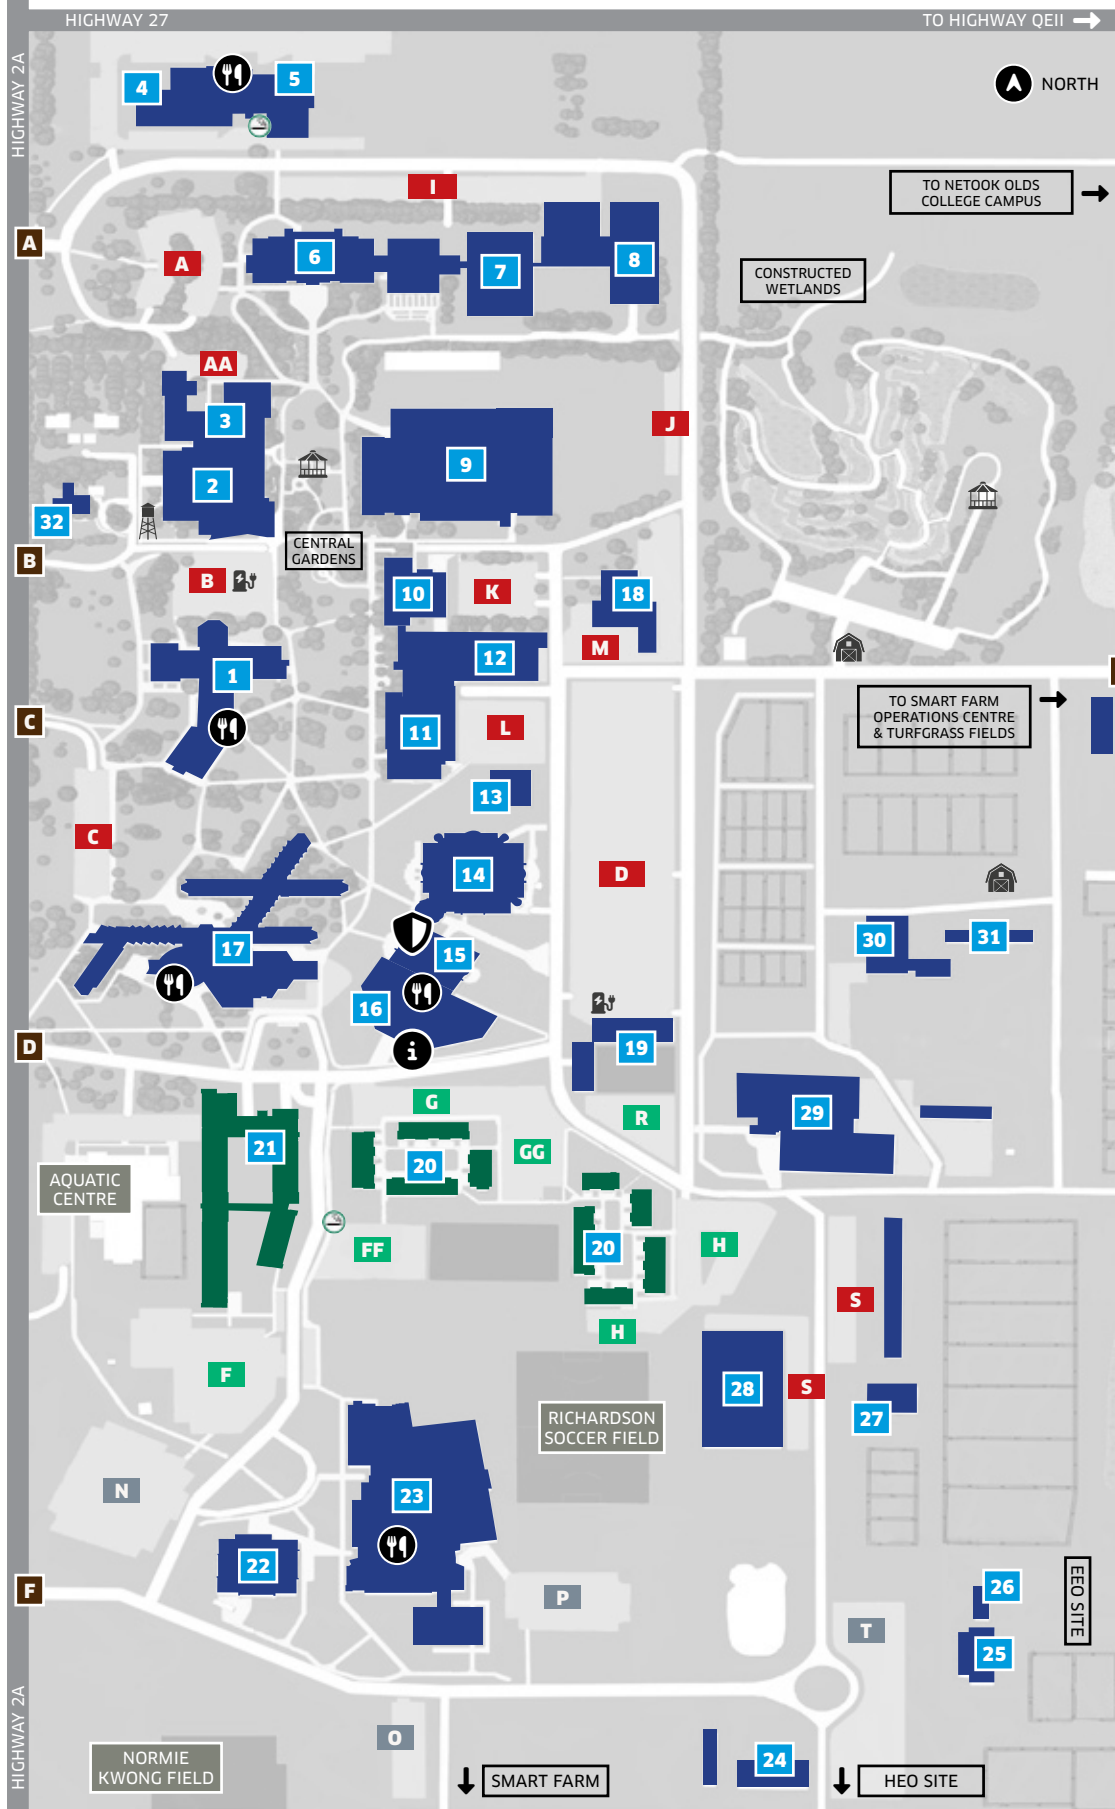 HIGHWAY 27
TO HIGHWAY QEII
HIGHWAY 2A
4
5
NORTH
I
TO NETOOK OLDS
COLLEGE CAMPUS
A
A
6
7
8
CONSTRUCTED
WETLANDS
AA
3
J
9
2
32
CENTRAL
GARDENS
B
B
10
K
18
M
12
1
C
L
11
TO SMART FARM
OPERATIONS CENTRE
& TURFGRASS FIELDS
13
C
14
D
17
15
30
31
16
D
i
19
G
R
29
21
GG
20
AQUATIC
CENTRE
FF
20
H
S
H
F
28
S
27
RICHARDSON
SOCCER FIELD
N
23
22
F
P
26
EEO SITE
T
25
HIGHWAY 2A
O
24
NORMIE
KWONG FIELD
SMART FARM
HEO SITE